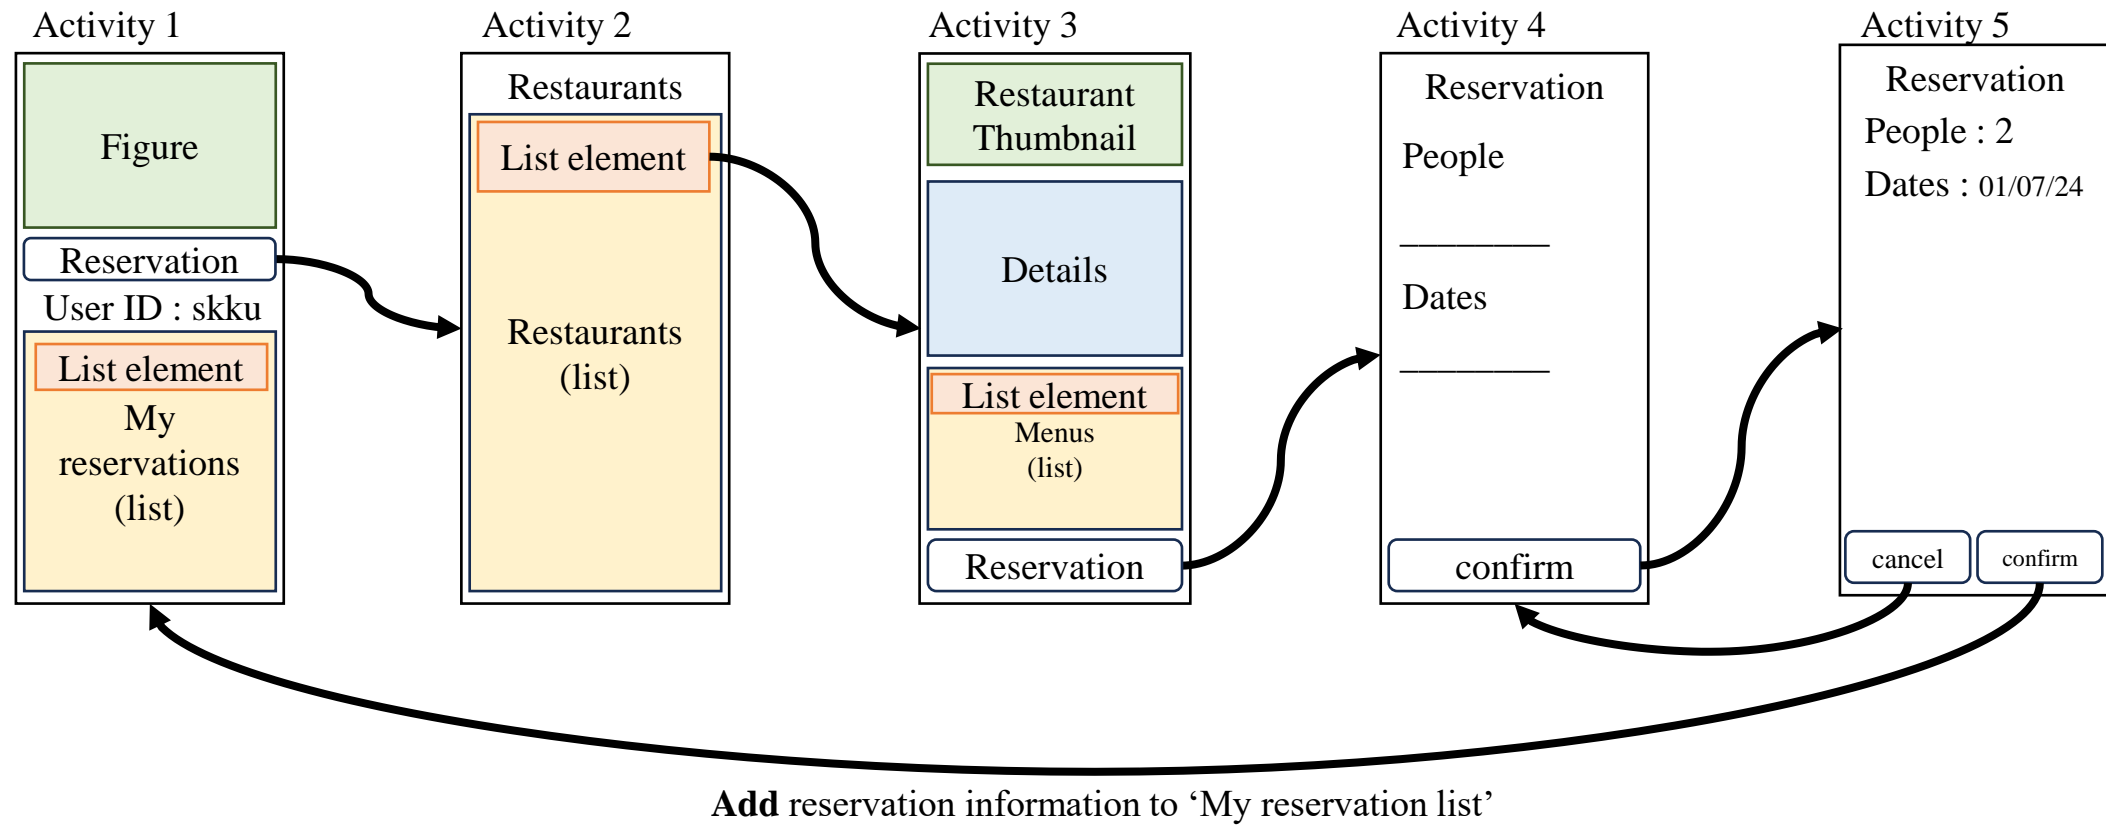 Activity 1
Figure
Reservation
User ID : skku
List element
My
reservations
(list)
Activity 2
Restaurants
List element
Restaurants
(list)
Activity 3
Restaurant
Thumbnail
Details
List element
Menus
(list)
Reservation
Activity 4
Reservation
People
________
Dates
________
confirm
Activity 5
Reservation
People : 2
Dates : 01/07/24
cancel
confirm
Add reservation information to ‘My reservation list’